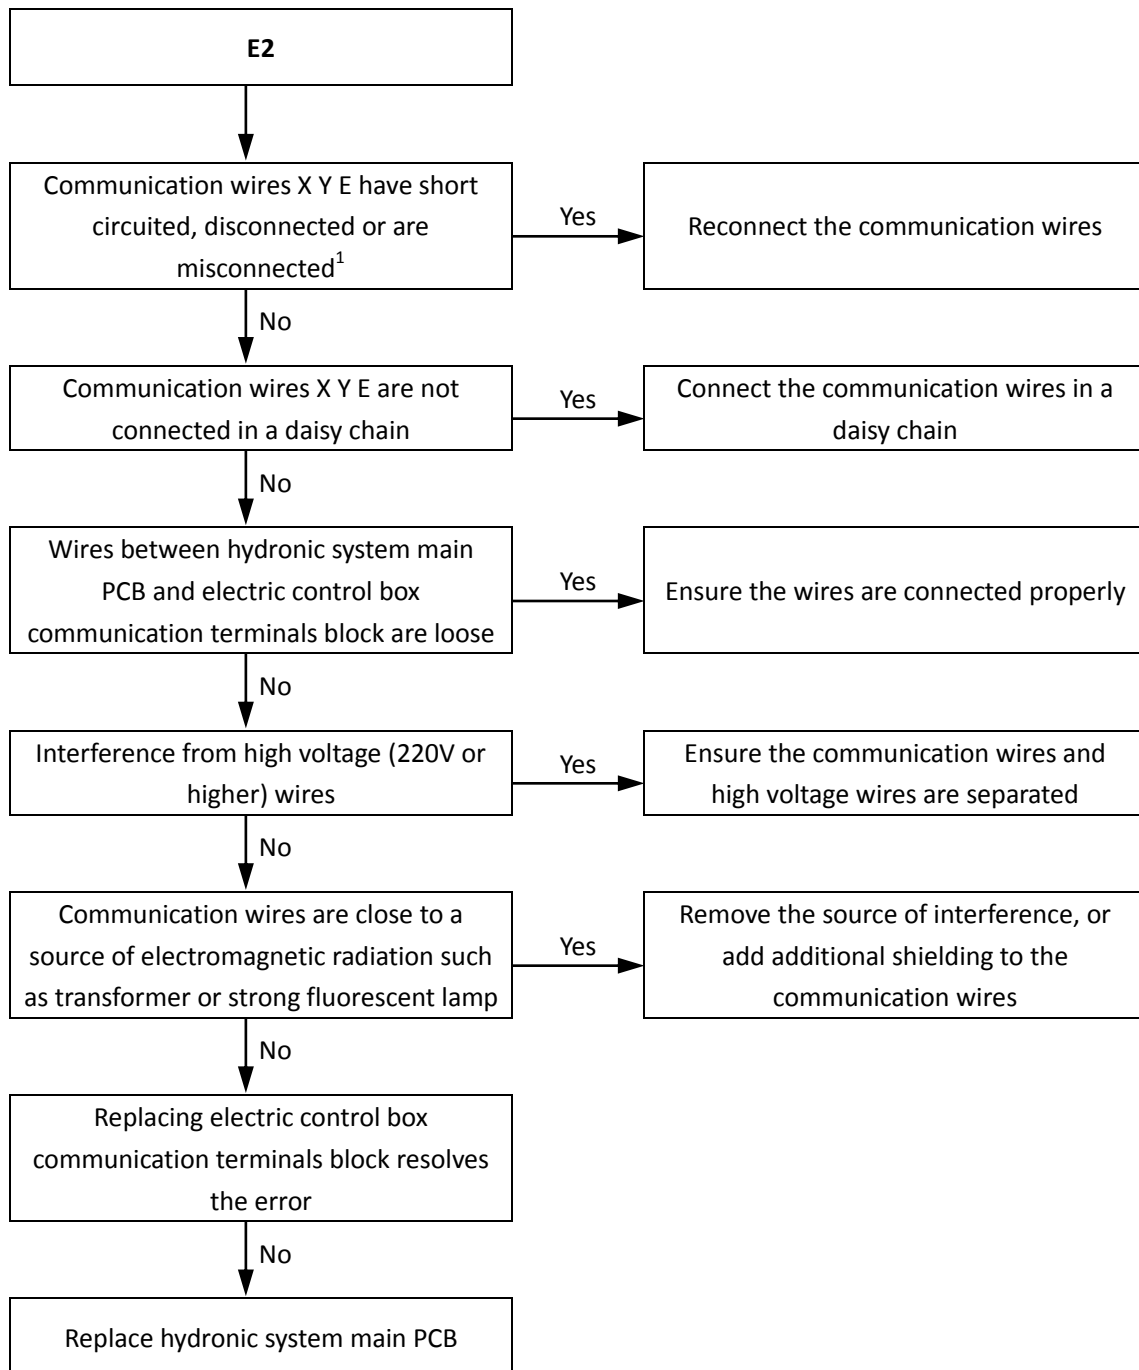 E2
Communication wires X Y E have short
circuited, disconnected or are
misconnected1
Yes
Reconnect the communication wires
No
Communication wires X Y E are not
connected in a daisy chain
Yes
Connect the communication wires in a
daisy chain
No
Wires between hydronic system main
PCB and electric control box
communication terminals block are loose
Yes
Ensure the wires are connected properly
No
Interference from high voltage (220V or
higher) wires
Yes
Ensure the communication wires and
high voltage wires are separated
No
Communication wires are close to a
source of electromagnetic radiation such
as transformer or strong fluorescent lamp
Yes
Remove the source of interference, or
add additional shielding to the
communication wires
No
Replacing electric control box
communication terminals block resolves
the error
No
Replace hydronic system main PCB